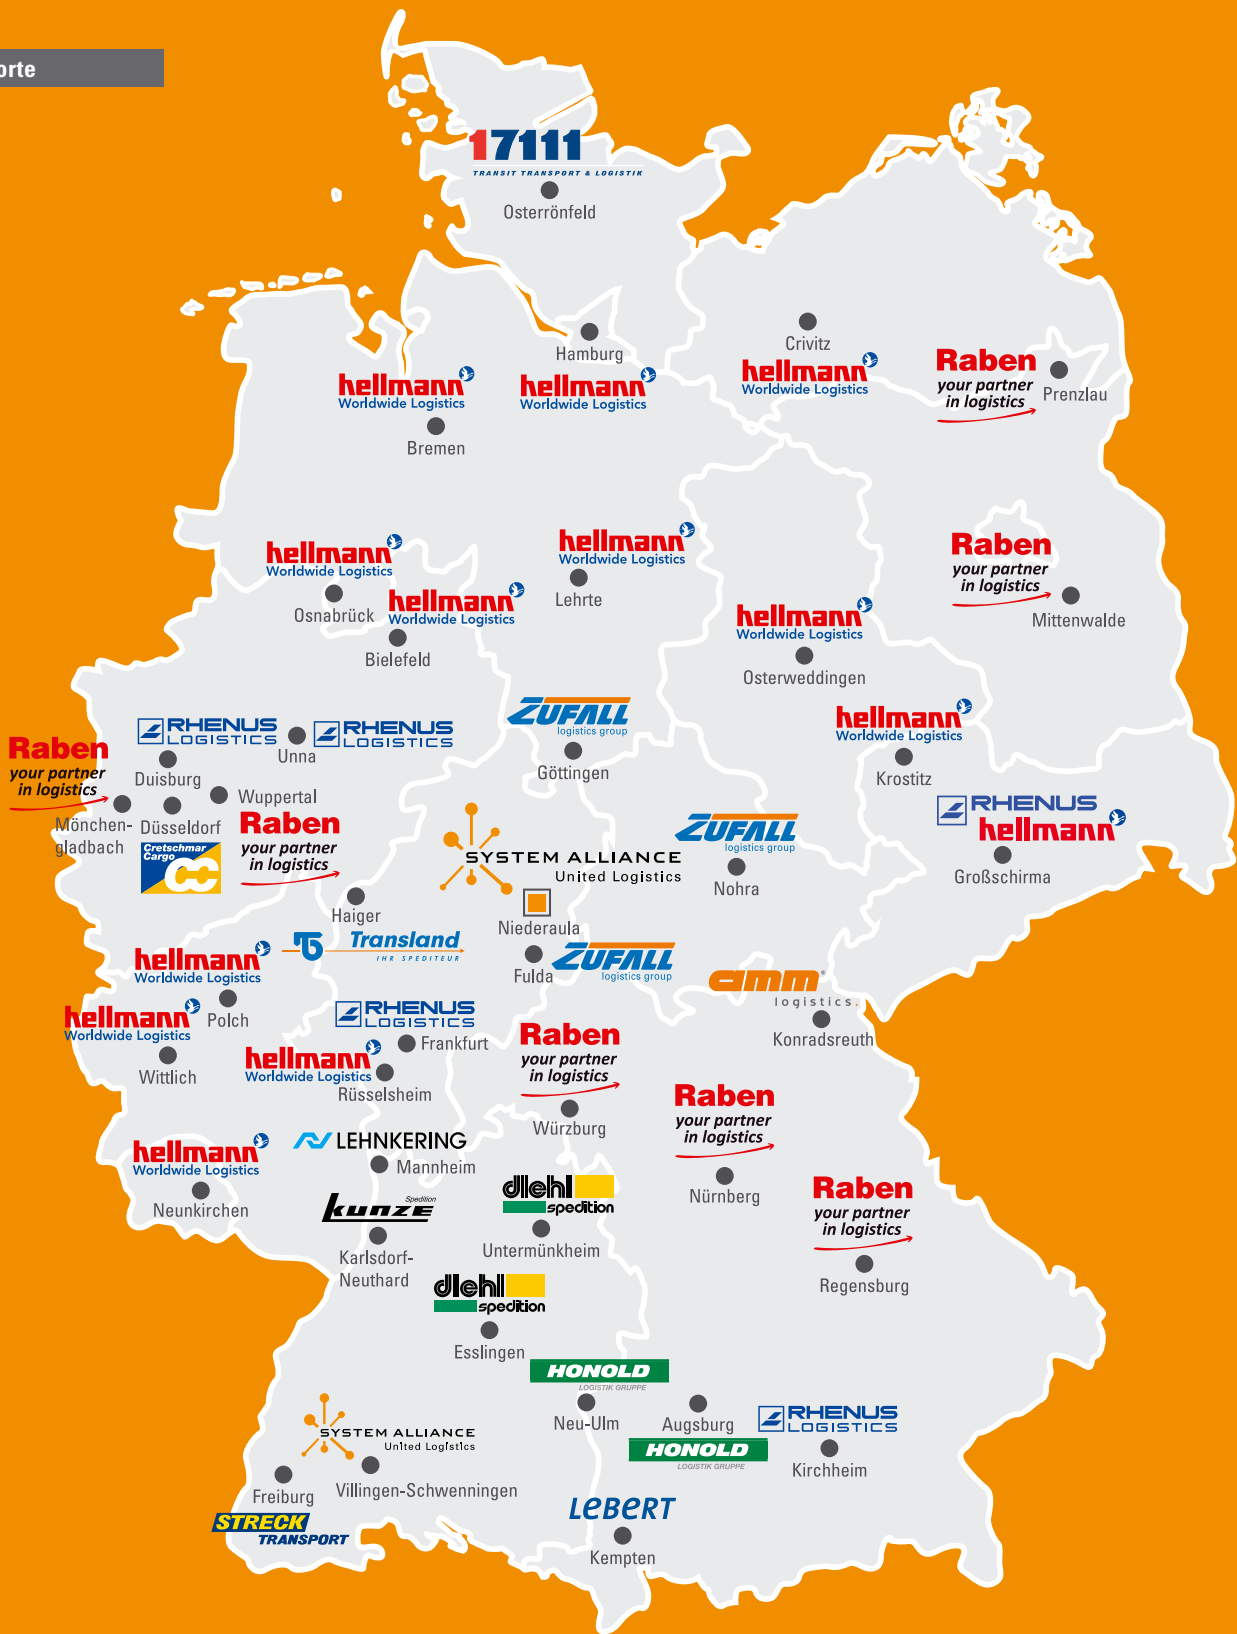 orte
17111
TRANSIT TRANSPORT & LOGISTIK
Osterrönfeld
Hamburg
hellmann
Worldwide Logistics
Crivitz
hellmann
Worldwide Logistics
Raben
your partner
in logistics
Prenzlau
hellmann
Worldwide Logistics
Bremen
hellmann
Worldwide Logistics
Osnabrück
hellmann
Worldwide Logistics
Bielefeld
hellmann
Worldwide Logistics
Lehrte
Raben
your partner
in logistics
Mittenwalde
hellmann
Worldwide Logistics
Osterweddingen
hellmann
Worldwide Logistics
Krostitz
Raben
your partner
in logistics
Mönchen-
gladbach
RHENUS
LOGISTICS
Duisburg
Unna
RHENUS
LOGISTICS
Düsseldorf
Cretschmar
Cargo
CC
Wuppertal
Raben
your partner
in logistics
ZUFALL
logistics group
Göttingen
SYSTEM ALLIANCE
United Logistics
Niederaula
ZUFALL
logistics group
Nohra
RHENUS
hellmann
Großschirma
Haiger
Transland
IHR SPEDITEUR
Fulda
ZUFALL
logistics group
amm
logistics.
Konradsreuth
hellmann
Worldwide Logistics
Polch
hellmann
Worldwide Logistics
Wittlich
RHENUS
LOGISTICS
Frankfurt
hellmann
Worldwide Logistics
Rüsselsheim
Raben
your partner
in logistics
Würzburg
Raben
your partner
in logistics
Nürnberg
hellmann
Worldwide Logistics
Neunkirchen
LEHNKERING
Mannheim
Spedition
kunze
Karlsdorf-
Neuthard
diehl
spedition
Untermünkheim
Raben
your partner
in logistics
Regensburg
diehl
spedition
Esslingen
HONOLD
LOGISTIK GRUPPE
Neu-Ulm
Augsburg
HONOLD
LOGISTIK GRUPPE
RHENUS
LOGISTICS
Kirchheim
SYSTEM ALLIANCE
United Logistics
Villingen-Schwenningen
Freiburg
STRECK
TRANSPORT
LEBERT
Kempten